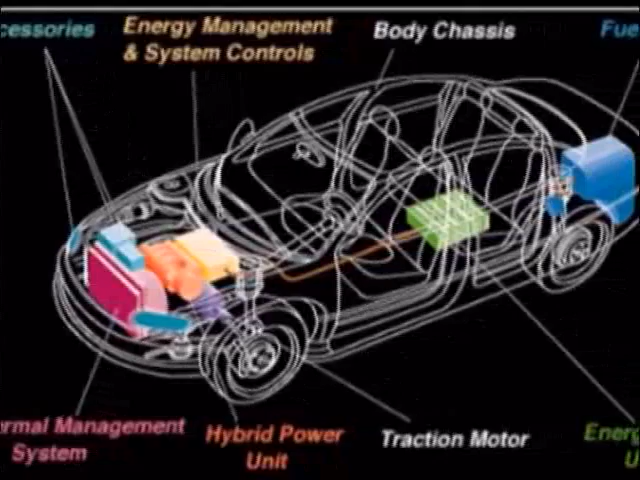 cessories
Energy Management
& System Controls
Body Chassis
Fue
rmal Management
System
Hybrid Power
Unit
Traction Motor
Energ
U